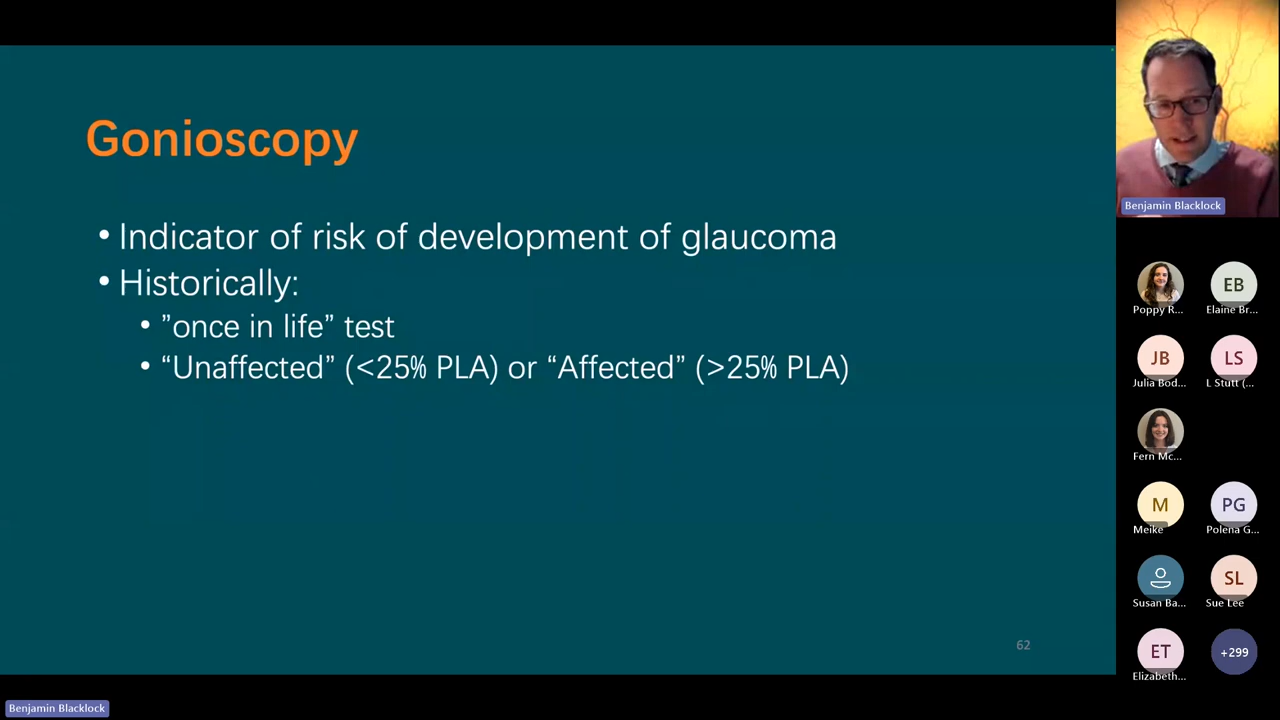 Gonioscopy
• Indicator of risk of development of glaucoma
• Historically:
• ”once in life” test
• “Unaffected” (<25% PLA) or “Affected” (>25% PLA)
62
Benjamin Blacklock
Poppy R...
EB
Elaine Br...
JB
Julia Bod...
LS
L Stutt (...
Fern Mc...
M
Meike
PG
Polena G...
Susan Ba...
SL
Sue Lee
ET
Elizabeth...
+299
Benjamin Blacklock